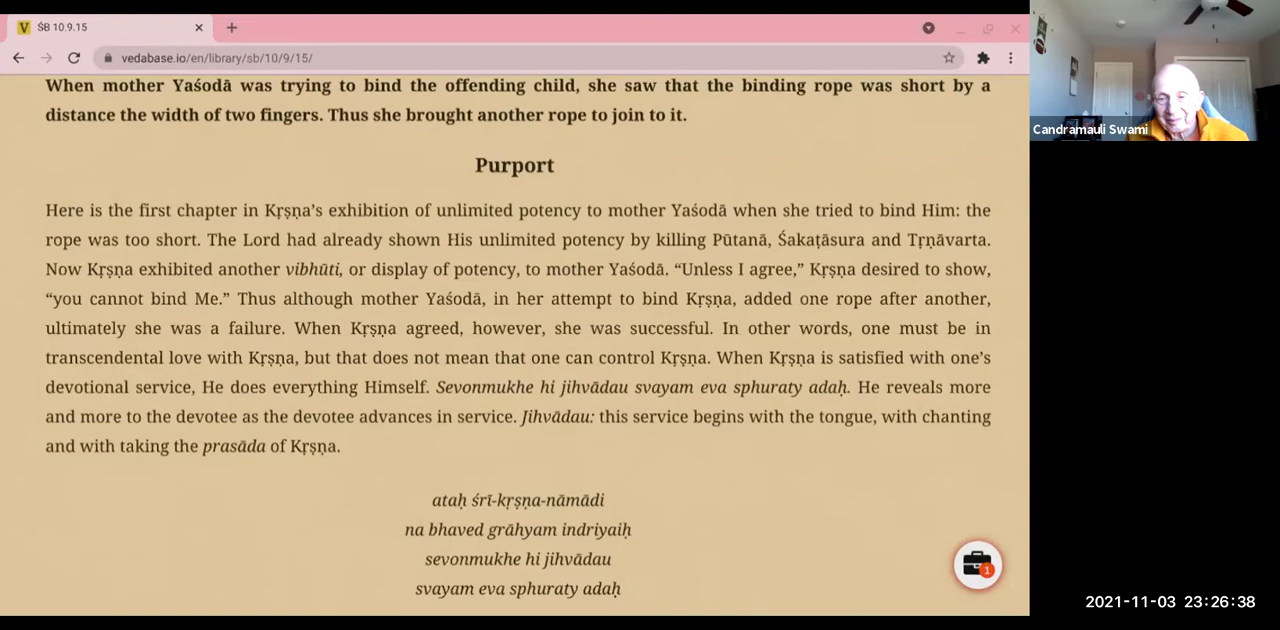 V ŚB 10.9.15
vedabase.io/en/library/sb/10/9/15/
Candramauli Swami
When mother Yaśodā was trying to bind the offending child, she saw that the binding rope was short by a
distance the width of two fingers. Thus she brought another rope to join to it.
Purport
Here is the first chapter in Kṛṣṇa’s exhibition of unlimited potency to mother Yaśodā when she tried to bind Him: the
rope was too short. The Lord had already shown His unlimited potency by killing Pūtanā, Śakaṭāsura and Tṛṇāvarta.
Now Kṛṣṇa exhibited another vibhūti, or display of potency, to mother Yaśodā. “Unless I agree,” Kṛṣṇa desired to show,
“you cannot bind Me.” Thus although mother Yaśodā, in her attempt to bind Kṛṣṇa, added one rope after another,
ultimately she was a failure. When Kṛṣṇa agreed, however, she was successful. In other words, one must be in
transcendental love with Kṛṣṇa, but that does not mean that one can control Kṛṣṇa. When Kṛṣṇa is satisfied with one’s
devotional service, He does everything Himself. Sevonmukhe hi jihvādau svayam eva sphuraty adaḥ. He reveals more
and more to the devotee as the devotee advances in service. Jihvādau: this service begins with the tongue, with chanting
and with taking the prasāda of Kṛṣṇa.
ataḥ śrī-kṛṣṇa-nāmādi
na bhaved grāhyam indriyaiḥ
sevonmukhe hi jihvādau
svayam eva sphuraty adaḥ
1
2021-11-03 23:26:38